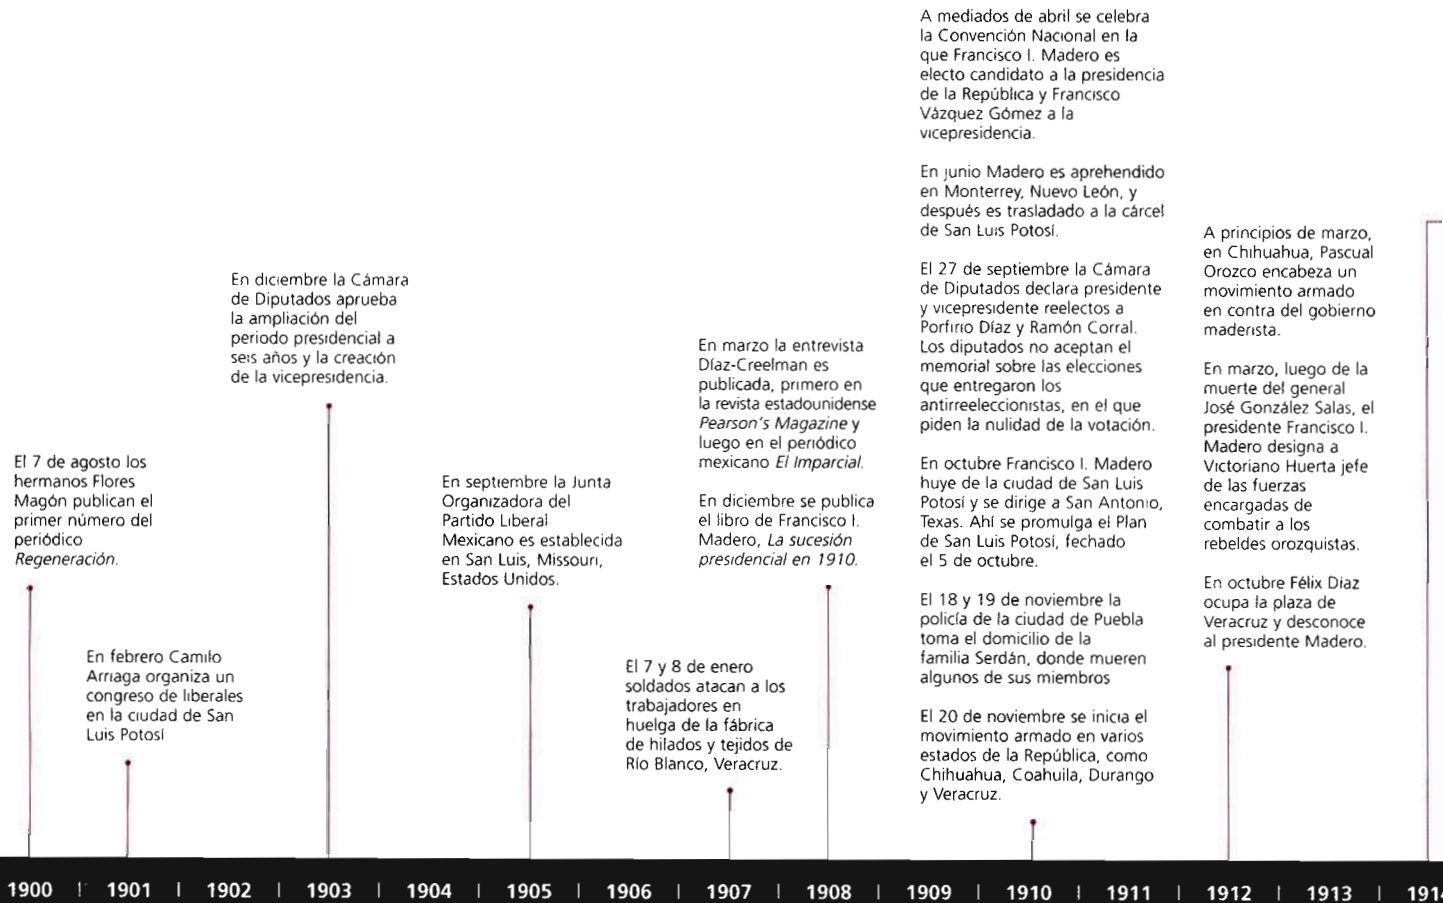 El 7 de agosto los
hermanos Flores
Magón publican el
primer número del
periódico
Regeneración.
En febrero Camilo
Arriaga organiza un
congreso de liberales
en la ciudad de San
Luis Potosí
En diciembre la Cámara
de Diputados aprueba
la ampliación del
periodo presidencial a
seis años y la creación
de la vicepresidencia.
En septiembre la Junta
Organizadora del
Partido Liberal
Mexicano es establecida
en San Luis, Missouri,
Estados Unidos.
El 7 y 8 de enero
soldados atacan a los
trabajadores en
huelga de la fábrica
de hilados y tejidos de
Río Blanco, Veracruz.
En marzo la entrevista
Díaz-Creelman es
publicada, primero en
la revista estadounidense
Pearson's Magazine y
luego en el periódico
mexicano El Imparcial.
En diciembre se publica
el libro de Francisco I.
Madero, La sucesión
presidencial en 1910.
A mediados de abril se celebra
la Convención Nacional en la
que Francisco I. Madero es
electo candidato a la presidencia
de la República y Francisco
Vázquez Gómez a la
vicepresidencia.
En junio Madero es aprehendido
en Monterrey, Nuevo León, y
después es trasladado a la cárcel
de San Luis Potosí.
El 27 de septiembre la Cámara
de Diputados declara presidente
y vicepresidente reelectos a
Porfirio Díaz y Ramón Corral.
Los diputados no aceptan el
memorial sobre las elecciones
que entregaron los
antirreeleccionistas, en el que
piden la nulidad de la votación.
En octubre Francisco I. Madero
huye de la ciudad de San Luis
Potosí y se dirige a San Antonio,
Texas. Ahí se promulga el Plan
de San Luis Potosí, fechado
el 5 de octubre.
El 18 y 19 de noviembre la
policía de la ciudad de Puebla
toma el domicilio de la
familia Serdán, donde mueren
algunos de sus miembros
El 20 de noviembre se inicia el
movimiento armado en varios
estados de la República, como
Chihuahua, Coahuila, Durango
y Veracruz.
A principios de marzo,
en Chihuahua, Pascual
Orozco encabeza un
movimiento armado
en contra del gobierno
maderista.
En marzo, luego de la
muerte del general
José González Salas, el
presidente Francisco I.
Madero designa a
Victoriano Huerta jefe
de las fuerzas
encargadas de
combatir a los
rebeldes orozquistas.
En octubre Félix Díaz
ocupa la plaza de
Veracruz y desconoce
al presidente Madero.
1900 | 1901 | 1902 | 1903 | 1904 | 1905 | 1906 | 1907 | 1908 | 1909 | 1910 | 1911 | 1912 | 1913 | 1914